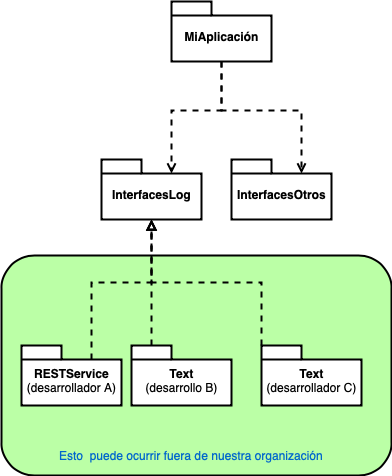 MiAplicación
InterfacesLog
InterfacesOtros
RESTService
(desarrollador A)
Text
(desarrollo B)
Text
(desarrollador C)
Esto  puede ocurrir fuera de nuestra organización